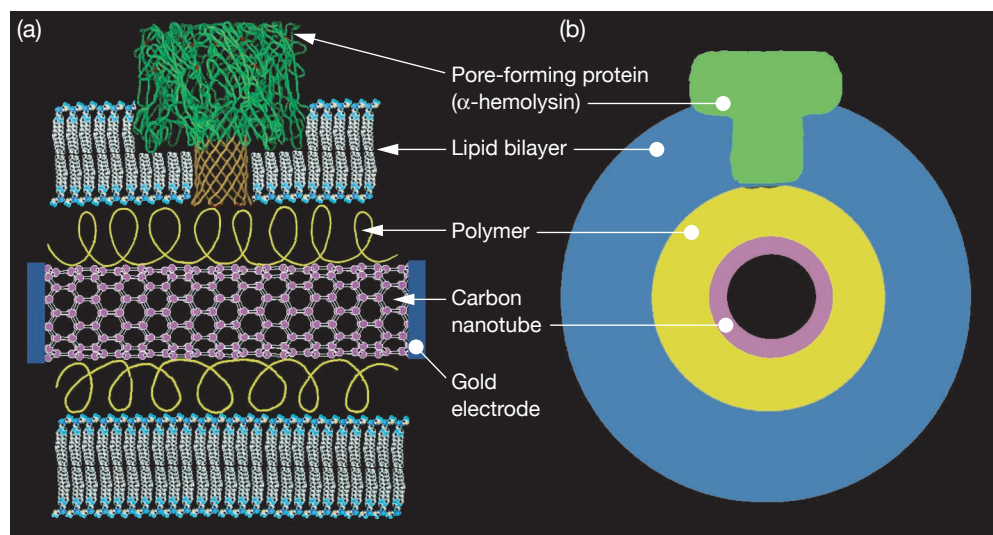 (a)
(b)
Pore-forming protein
(α-hemolysin)
Lipid bilayer
Polymer
Carbon
nanotube
Gold
electrode